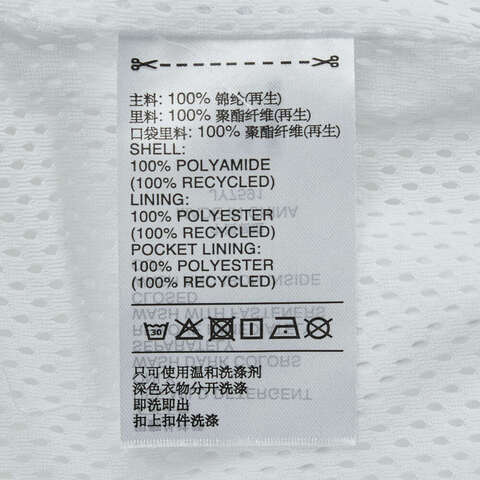 主料: 100% 锦纶(再生)
里料: 100% 聚酯纤维(再生)
口袋里料: 100% 聚酯纤维(再生)
SHELL:
100% POLYAMIDE
(100% RECYCLED)
LINING:
100% POLYESTER
(100% RECYCLED)
POCKET LINING:
100% POLYESTER
(100% RECYCLED)
30
只可使用温和洗涤剂
深色衣物分开洗涤
即洗即出
扣上扣件洗涤